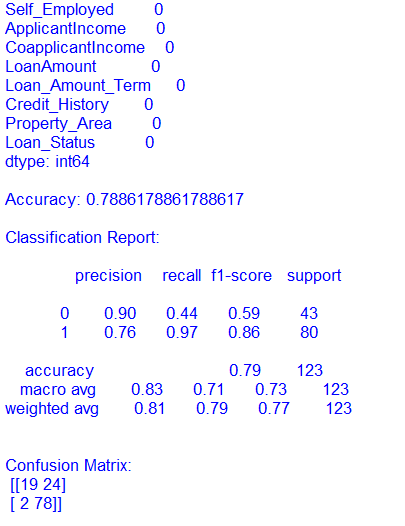 Self_Employed 0
ApplicantIncome 0
CoapplicantIncome 0
LoanAmount 0
Loan_Amount_Term 0
Credit_History 0
Property_Area 0
Loan_Status 0
dtype: int64
Accuracy: 0.7886178861788617
Classification Report:
precision recall f1-score support
0 0.90 0.44 0.59 43
1 0.76 0.97 0.86 80
accuracy 0.79 123
macro avg 0.83 0.71 0.73 123
weighted avg 0.81 0.79 0.77 123
Confusion Matrix:
[[19 24]
[ 2 78]]